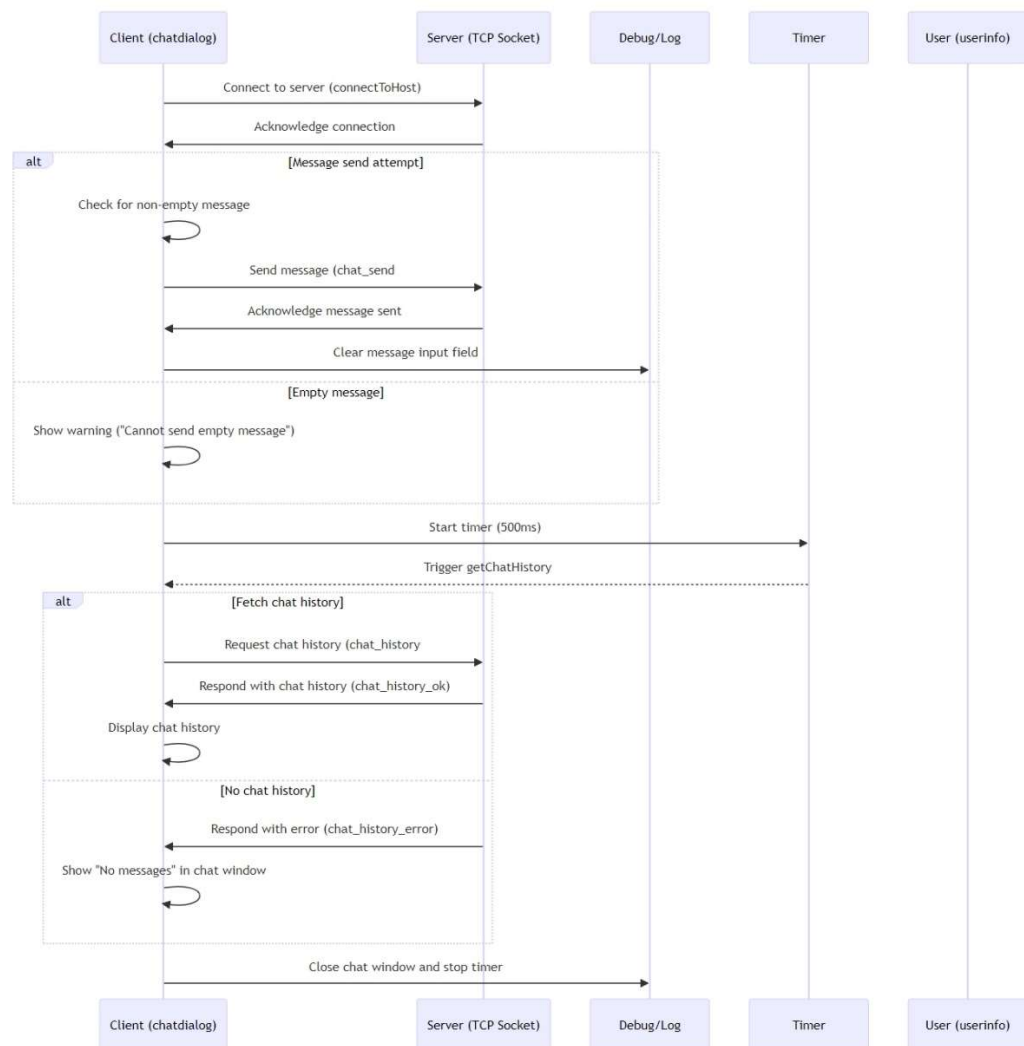 Client (chatdialog)
Server (TCP Socket)
Debug/Log
Timer
User (userinfo)
Connect to server (connectToHost)
Acknowledge connection
alt
[Message send attempt]
Check for non-empty message
Send message (chat_send
Acknowledge message sent
Clear message input field
[Empty message]
Show warning ("Cannot send empty message")
Start timer (500ms)
Trigger getChatHistory
alt
[Fetch chat history]
Request chat history (chat_history
Respond with chat history (chat_history_ok)
Display chat history
[No chat history]
Respond with error (chat_history_error)
Show "No messages" in chat window
Close chat window and stop timer
Client (chatdialog)
Server (TCP Socket)
Debug/Log
Timer
User (userinfo)